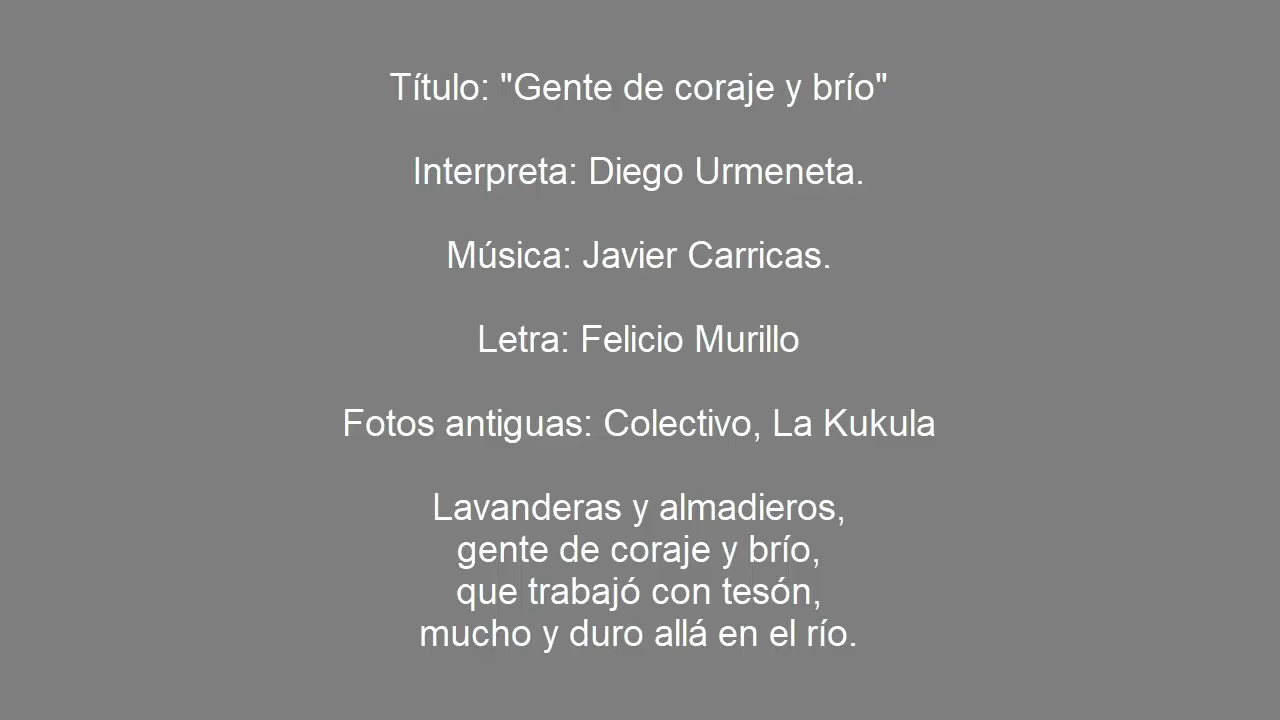 Título: "Gente de coraje y brío"
Interpreta: Diego Urmeneta.
Música: Javier Carricas.
Letra: Felicio Murillo
Fotos antiguas: Colectivo, La Kukula
Lavanderas y almadieros,
gente de coraje y brío,
que trabajó con tesón,
mucho y duro allá en el río.